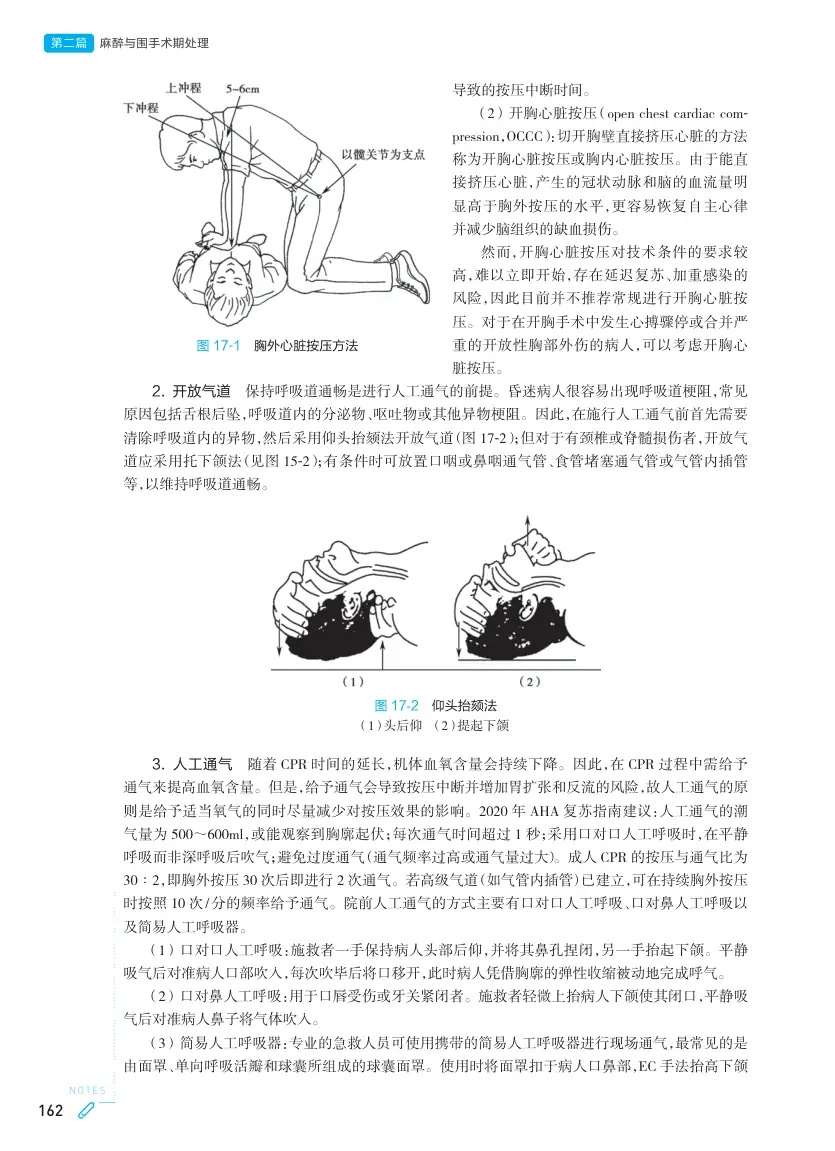 第二篇 麻醉与围手术期处理
上冲程 5~6cm
下冲程
以髋关节为支点
图 17-1 胸外心脏按压方法
导致的按压中断时间。
（2）开胸心脏按压（open chest cardiac com-
pression,OCCC）：切开胸壁直接挤压心脏的方法
称为开胸心脏按压或胸内心脏按压。由于能直
接挤压心脏，产生的冠状动脉和脑的血流量明
显高于胸外按压的水平，更容易恢复自主心律
并减少脑组织的缺血损伤。
然而，开胸心脏按压对技术条件的要求较
高，难以立即开始，存在延迟复苏、加重感染的
风险，因此目前并不推荐常规进行开胸心脏按
压。对于在开胸手术中发生心搏骤停或合并严
重的开放性胸部外伤的病人，可以考虑开胸心
脏按压。
2. 开放气道 保持呼吸道通畅是进行人工通气的前提。昏迷病人很容易出现呼吸道梗阻，常见
原因包括舌根后坠，呼吸道内的分泌物、呕吐物或其他异物梗阻。因此，在施行人工通气前首先需要
清除呼吸道内的异物，然后采用仰头抬颏法开放气道（图 17-2）；但对于有颈椎或脊髓损伤者，开放气
道应采用托下颌法（见图 15-2）；有条件时可放置口咽或鼻咽通气管、食管堵塞通气管或气管内插管
等，以维持呼吸道通畅。
（1） （2）
图 17-2 仰头抬颏法
（1）头后仰 （2）提起下颌
3. 人工通气 随着 CPR 时间的延长，机体血氧含量会持续下降。因此，在 CPR 过程中需给予
通气来提高血氧含量。但是，给予通气会导致按压中断并增加胃扩张和反流的风险，故人工通气的原
则是给予适当氧气的同时尽量减少对按压效果的影响。2020 年 AHA 复苏指南建议：人工通气的潮
气量为 500～600ml，或能观察到胸廓起伏；每次通气时间超过 1 秒；采用口对口人工呼吸时，在平静
呼吸而非深呼吸后吹气；避免过度通气（通气频率过高或通气量过大）。成人 CPR 的按压与通气比为
30∶2，即胸外按压 30 次后即进行 2 次通气。若高级气道（如气管内插管）已建立，可在持续胸外按压
时按照 10 次/分的频率给予通气。院前人工通气的方式主要有口对口人工呼吸、口对鼻人工呼吸以
及简易人工呼吸器。
（1）口对口人工呼吸：施救者一手保持病人头部后仰，并将其鼻孔捏闭，另一手抬起下颌。平静
吸气后对准病人口部吹入，每次吹毕后将口移开，此时病人凭借胸廓的弹性收缩被动地完成呼气。
（2）口对鼻人工呼吸：用于口唇受伤或牙关紧闭者。施救者轻微上抬病人下颌使其闭口，平静吸
气后对准病人鼻子将气体吹入。
（3）简易人工呼吸器：专业的急救人员可使用携带的简易人工呼吸器进行现场通气，最常见的是
由面罩、单向呼吸活瓣和球囊所组成的球囊面罩。使用时将面罩扣于病人口鼻部，EC 手法抬高下颌
NOTES
162